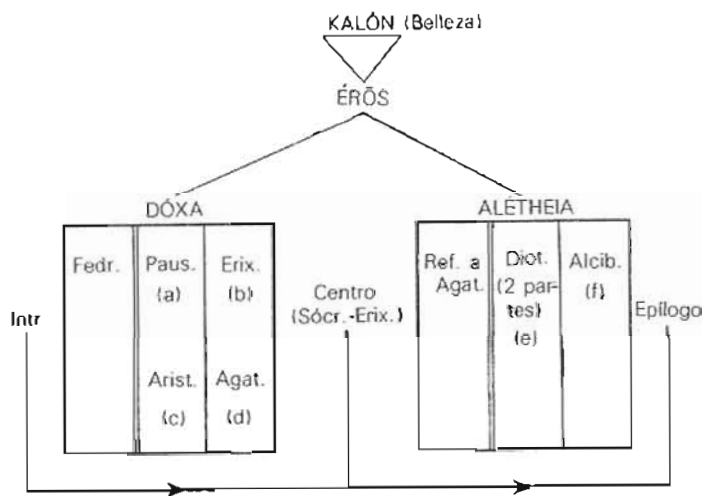 KALÓN (Belleza)
ÉRŌS
DÓXA
Fedr.
Paus.
(a)
Erix.
(b)
Arist.
(c)
Agat.
(d)
Intr
Centro
(Sócr.-Erix.)
ALÉTHEIA
Ref. a
Agat.
Diot.
(2 par-
tes)
(e)
Alcib.
(f)
Epílogo